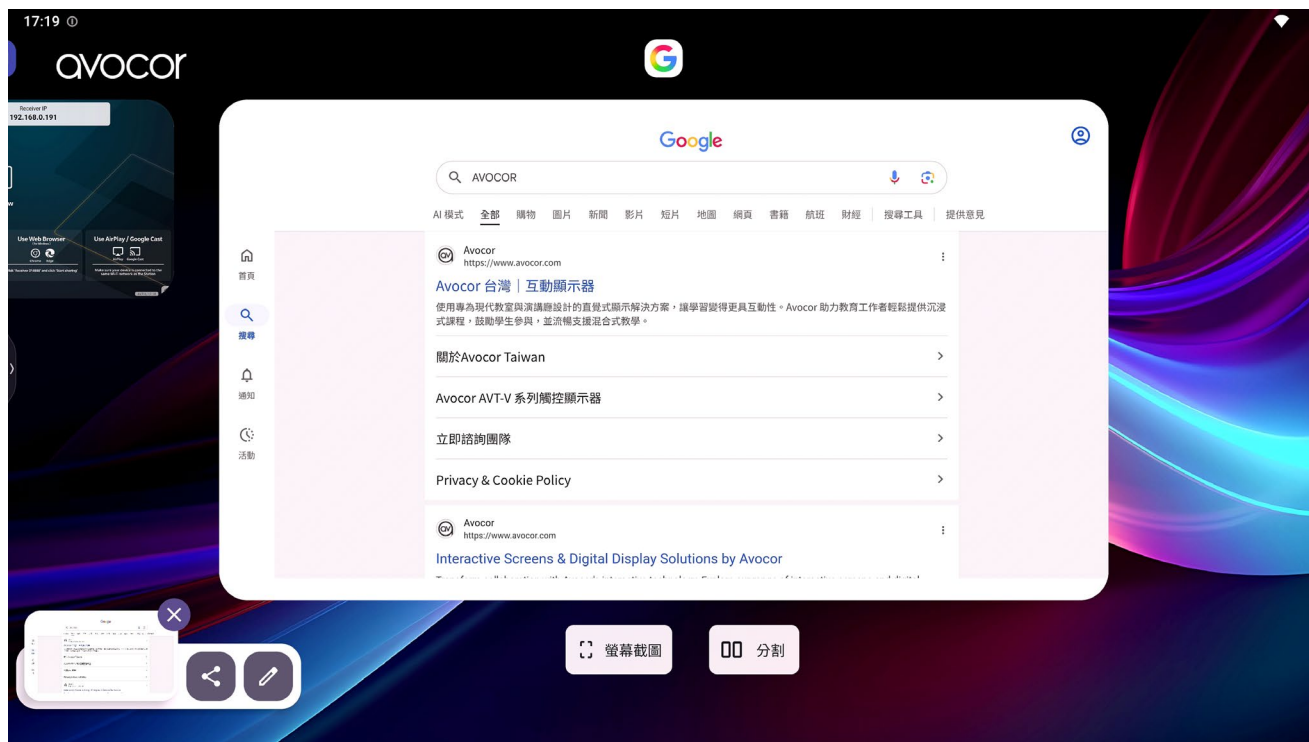 17:19
avocor
Receiver IP
192.168.0.191
Use Web Browser
Use AirPlay / Google Cast
Google
AVOCOR
AI 模式 全部 購物 圖片 新聞 影片 短片 地圖 網頁 書籍 航班 財經 搜尋工具 提供意見
首頁
搜尋
通知
活動
Avocor
https://www.avocor.com
Avocor 台灣｜互動顯示器
使用專為現代教室與演講廳設計的直覺式顯示解決方案，讓學習變得更具互動性。Avocor 助力教育工作者輕鬆提供沉浸
式課程，鼓勵學生參與，並流暢支援混合式教學。
關於Avocor Taiwan
Avocor AVT-V 系列觸控顯示器
立即諮詢團隊
Privacy & Cookie Policy
Avocor
https://www.avocor.com
Interactive Screens & Digital Display Solutions by Avocor
螢幕截圖
分割